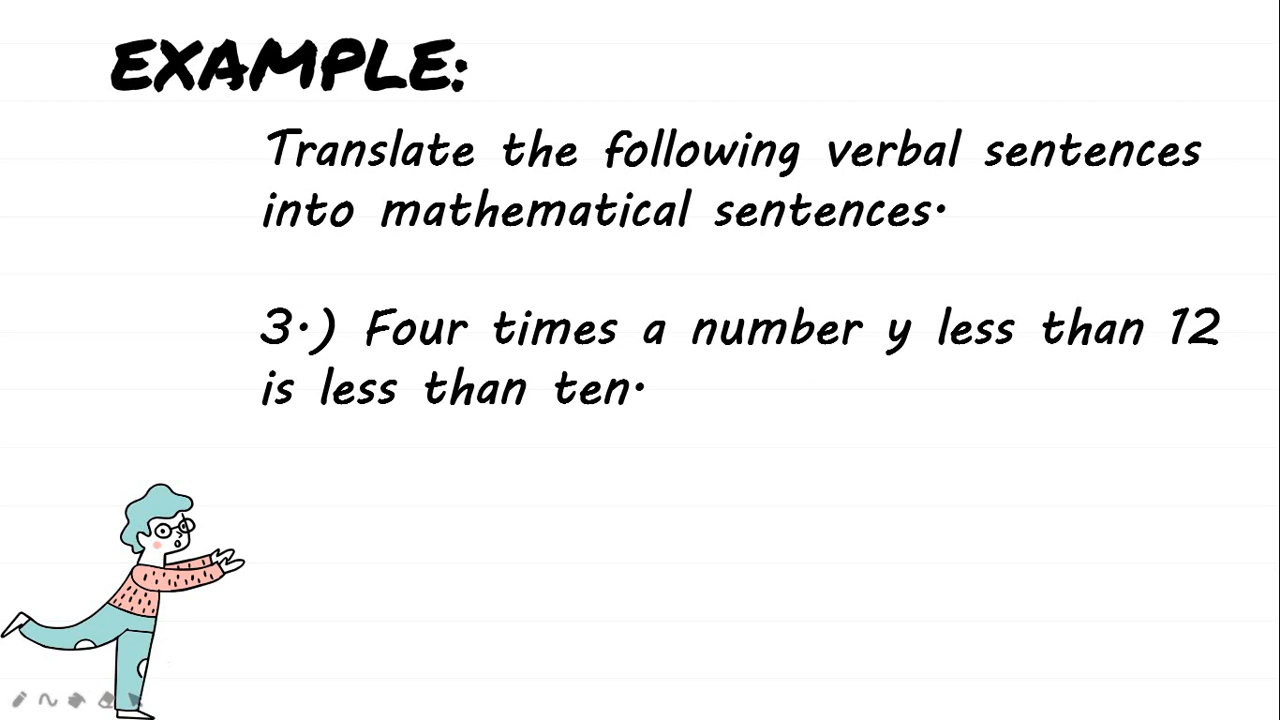 EXAMPLE:
Translate the following verbal sentences
into mathematical sentences.
3.) Four times a number y less than 12
is less than ten.